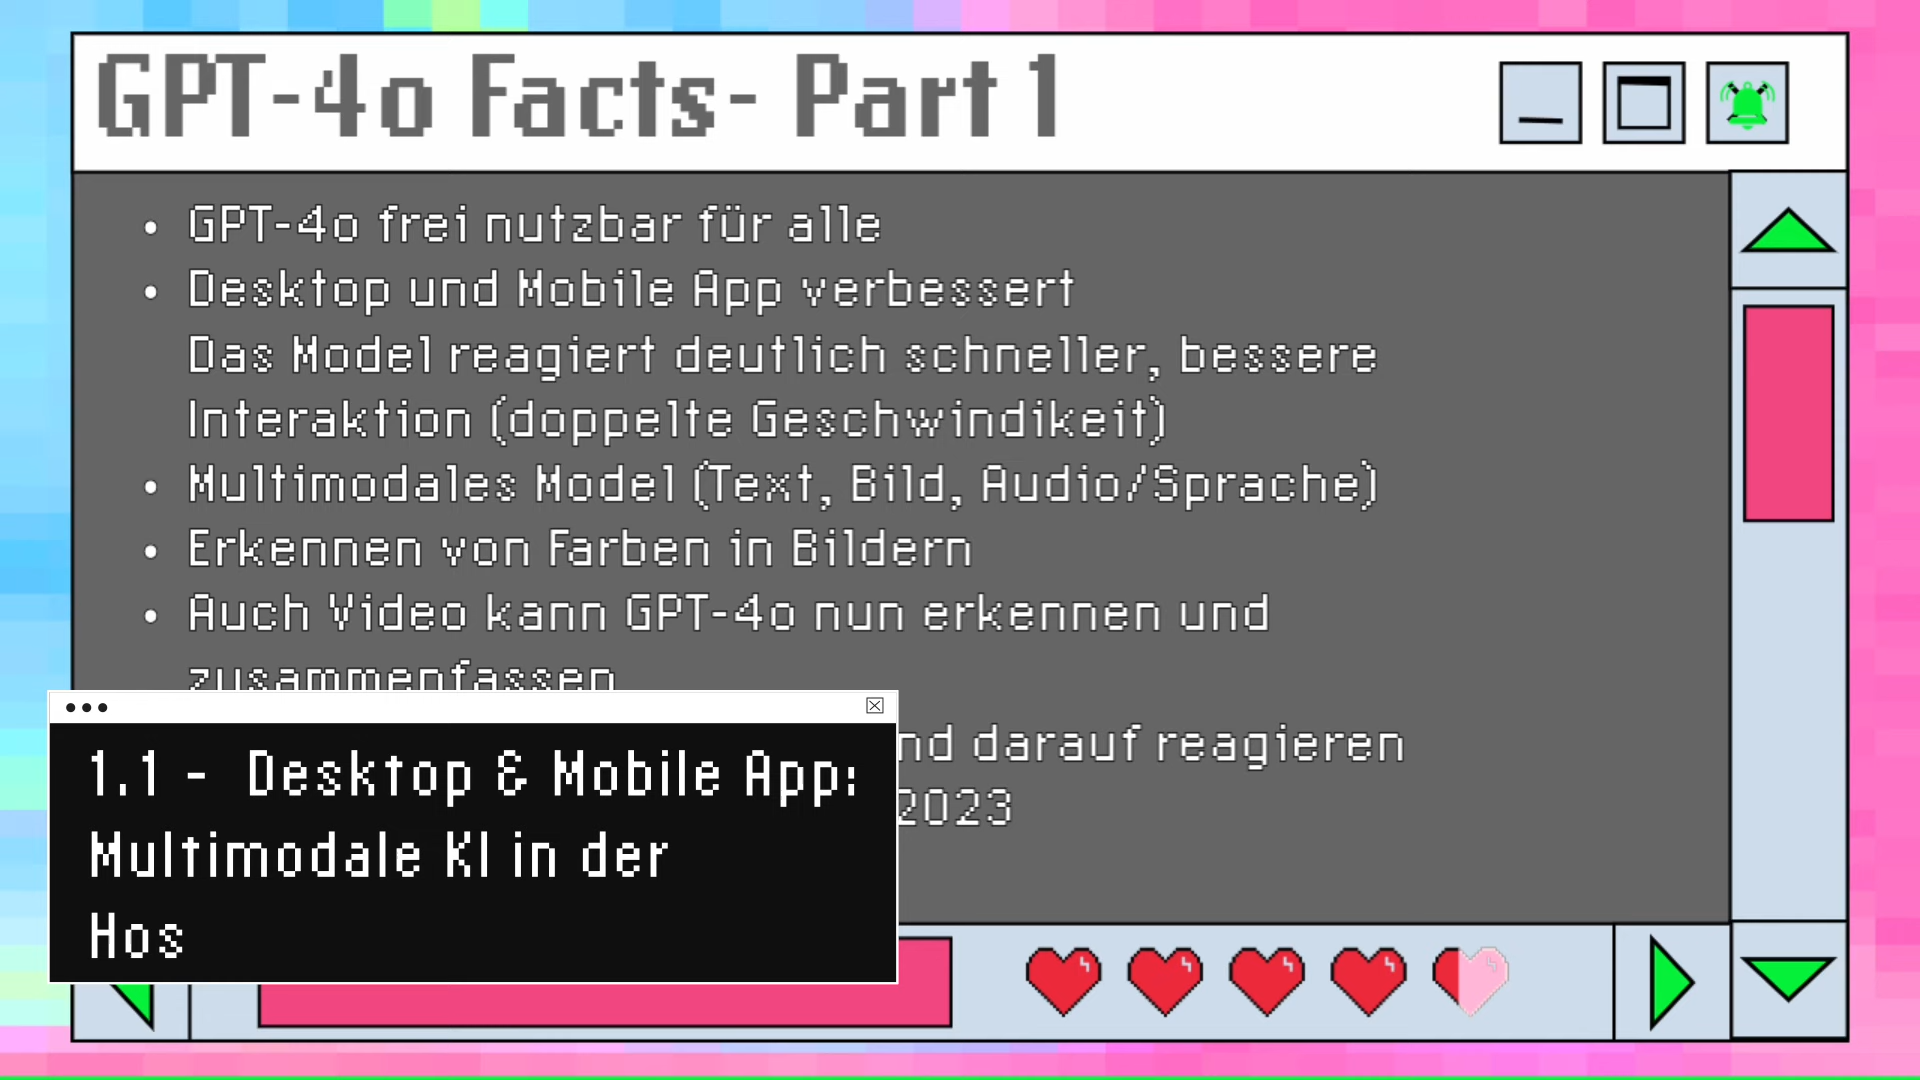 GPT-4o Facts- Part 1
• GPT-4o frei nutzbar für alle
• Desktop und Mobile App verbessert
Das Model reagiert deutlich schneller, bessere
Interaktion (doppelte Geschwindikeit)
• Multimodales Model (Text, Bild, Audio/Sprache)
• Erkennen von Farben in Bildern
• Auch Video kann GPT-4o nun erkennen und
zusammenfassen
darauf reagieren
2023
1.1 - Desktop & Mobile App:
Multimodale KI in der
Hos